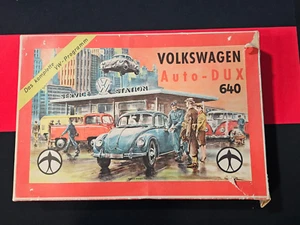 Das komplette
VW-Programm
VOLKSWAGEN
Auto-DUX
640
SERVICE STATION